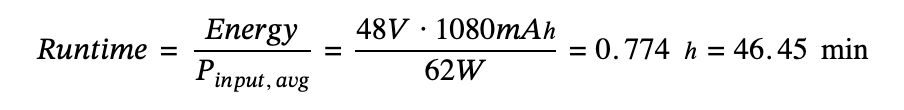 Runtime = Energy / P_input, avg = 48V · 1080mAh / 62W = 0.774 h = 46.45 min